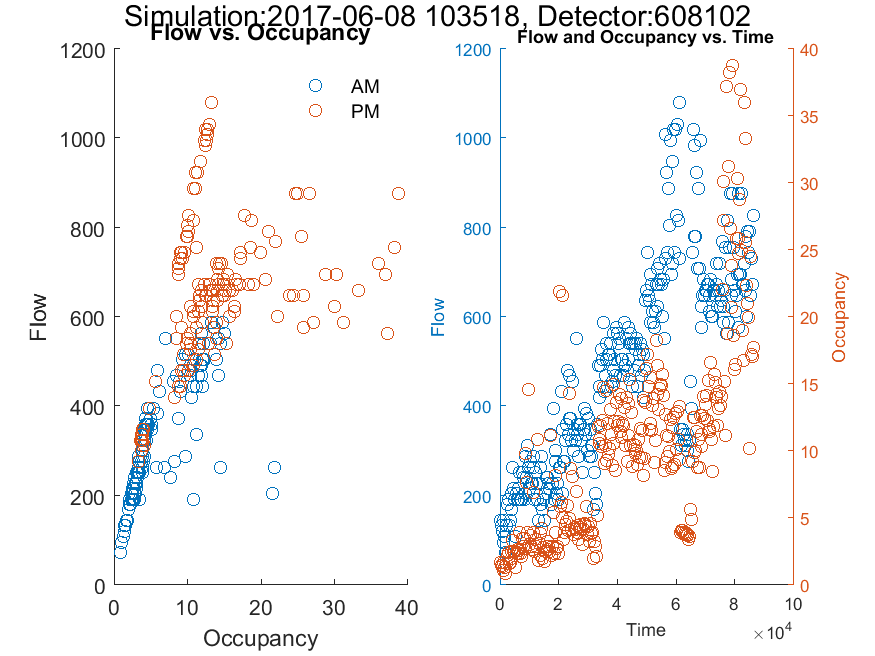 Simulation:2017-06-08 103518, Detector:608102
Flow vs. Occupancy
Flow and Occupancy vs. Time
1200
1000
800
600
400
200
0
Flow
AM
PM
0 10 20 30 40
Occupancy
1200
1000
800
600
400
200
0
Flow
40
35
30
25
20
15
10
5
0
Occupancy
0 2 4 6 8 10
Time
×10⁴